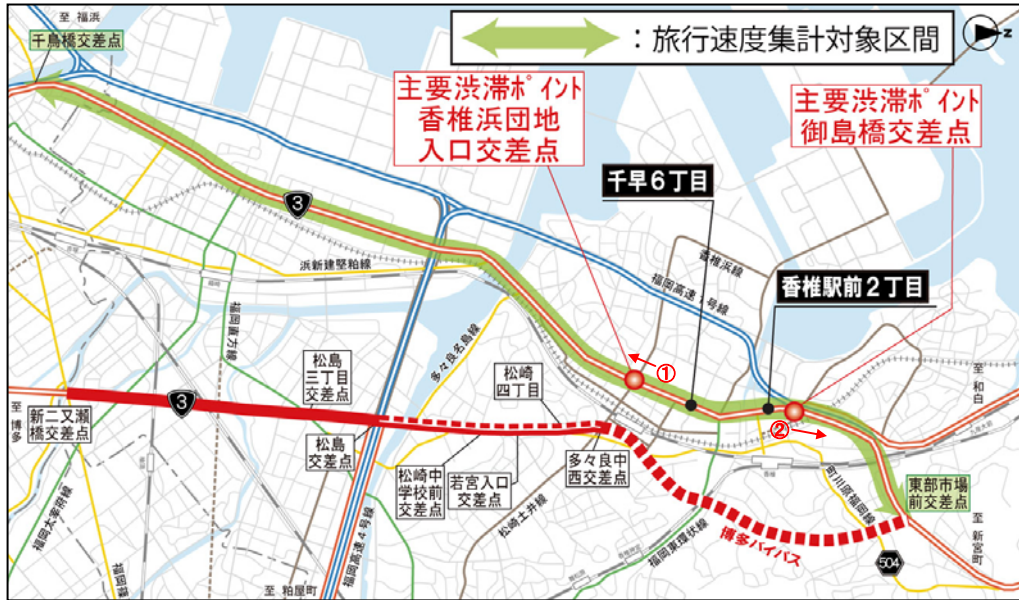 至 福浜
千鳥橋交差点
：旅行速度集計対象区間
z
主要渋滞ﾎﾟｲﾝﾄ
香椎浜団地
入口交差点
主要渋滞ﾎﾟｲﾝﾄ
御島橋交差点
千早６丁目
香椎駅前２丁目
3
浜新建堅粕線
香椎浜線
福岡高速１号線
福岡直方線
多々良名島線
①
②
至 和白
3
松島
三丁目
交差点
松崎
四丁目
至 博多
新二又瀬
橋交差点
松島
交差点
松崎中
学校前
交差点
若宮入口
交差点
多々良中
西交差点
東部市場
前交差点
至 新宮町
福岡太宰府線
福岡高速４号線
松崎土井線
福岡東環状線
博多バイパス
504
至 粕屋町